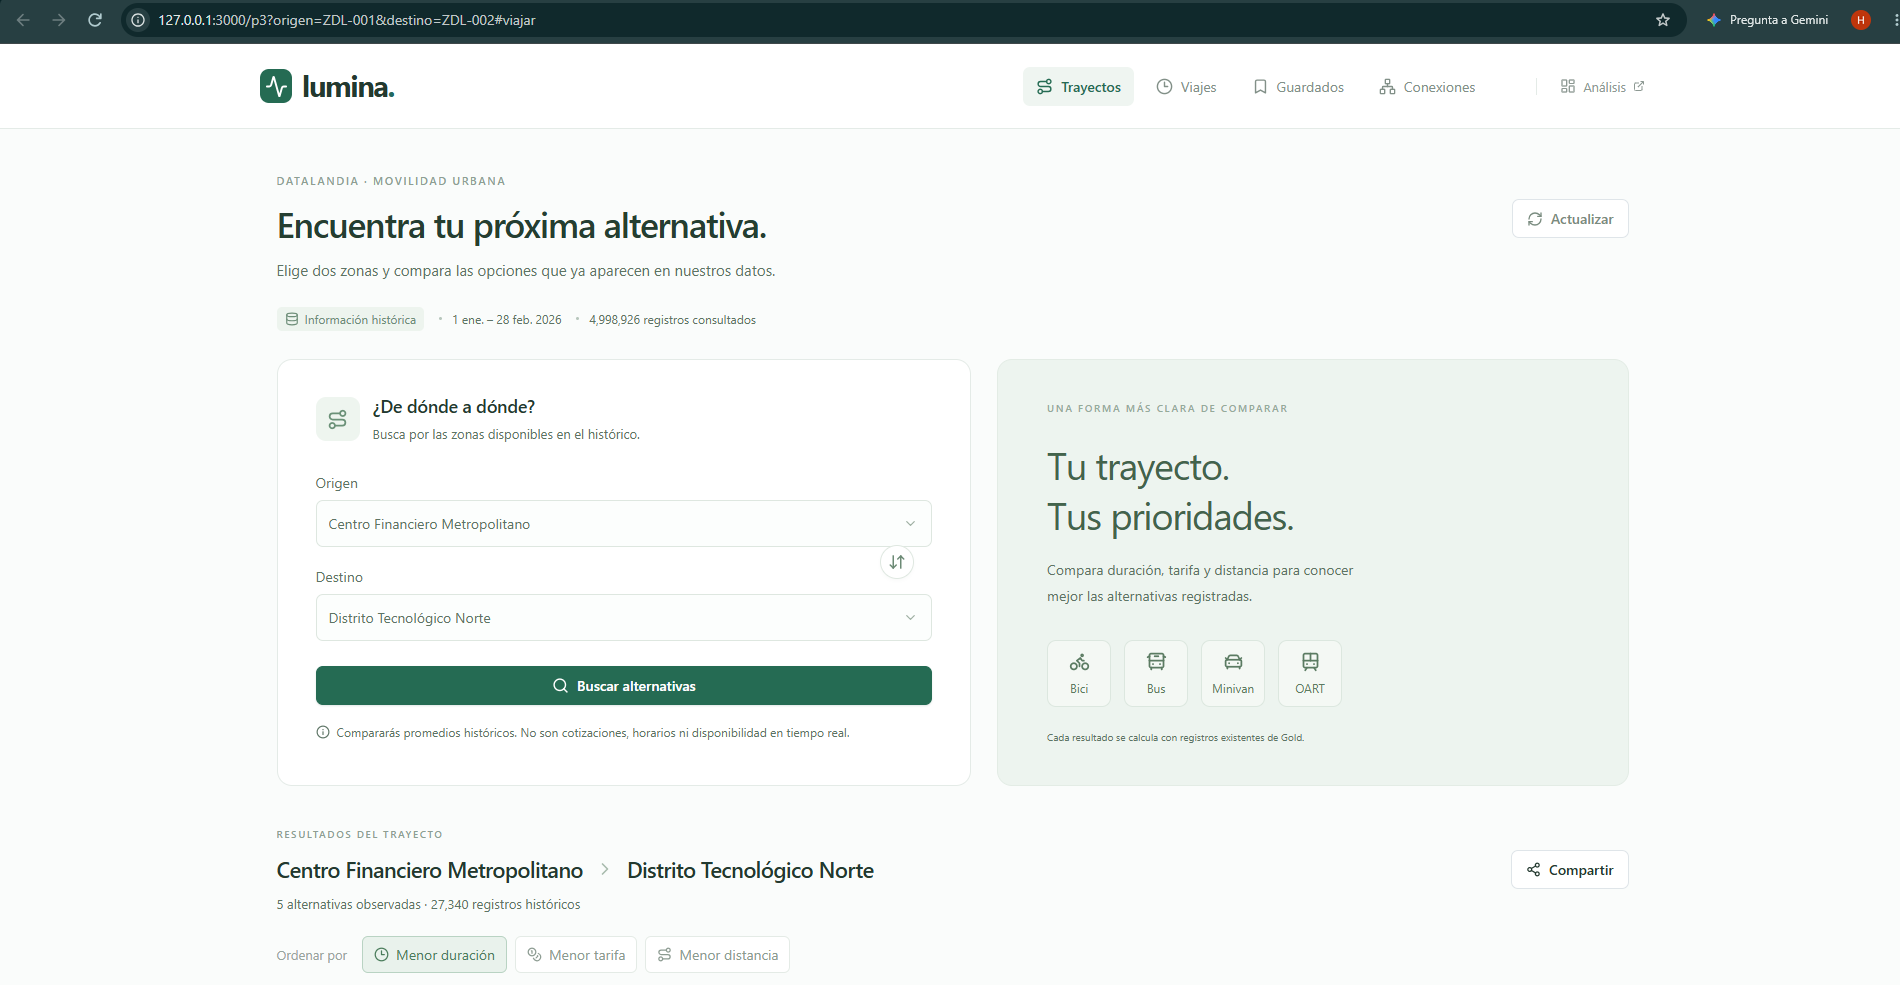 127.0.0.1:3000/p3?origen=ZDL-001&destino=ZDL-002#viajar
Pregunta a Gemini
H
lumina.
Trayectos
Viajes
Guardados
Conexiones
Análisis
DATALANDIA · MOVILIDAD URBANA
Encuentra tu próxima alternativa.
Actualizar
Elige dos zonas y compara las opciones que ya aparecen en nuestros datos.
Información histórica • 1 ene. – 28 feb. 2026 • 4,998,926 registros consultados
¿De dónde a dónde?
Busca por las zonas disponibles en el histórico.
Origen
Centro Financiero Metropolitano
Destino
Distrito Tecnológico Norte
Buscar alternativas
Compararás promedios históricos. No son cotizaciones, horarios ni disponibilidad en tiempo real.
UNA FORMA MÁS CLARA DE COMPARAR
Tu trayecto.
Tus prioridades.
Compara duración, tarifa y distancia para conocer
mejor las alternativas registradas.
Bici
Bus
Minivan
OART
Cada resultado se calcula con registros existentes de Gold.
RESULTADOS DEL TRAYECTO
Centro Financiero Metropolitano > Distrito Tecnológico Norte
Compartir
5 alternativas observadas · 27,340 registros históricos
Ordenar por
Menor duración
Menor tarifa
Menor distancia